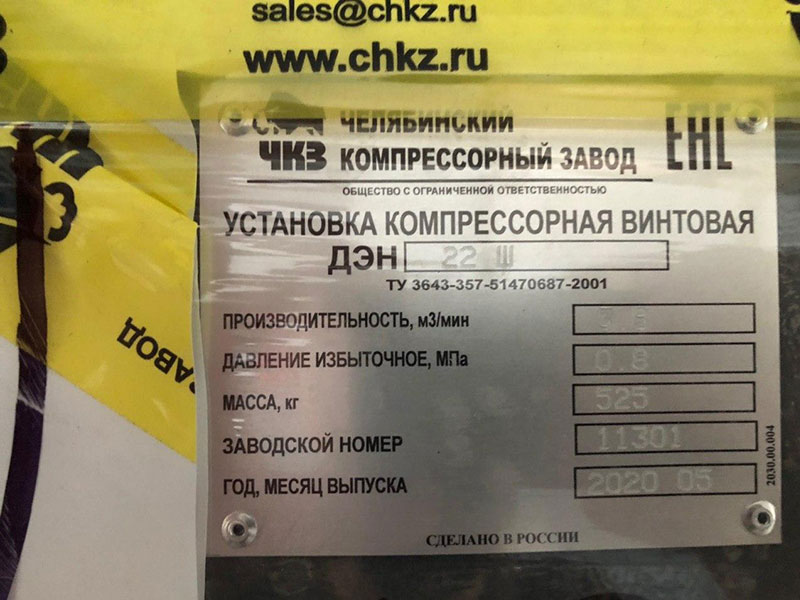 sales@chkz.ru
www.chkz.ru
ЧКЗ
ЧЕЛЯБИНСКИЙ
КОМПРЕССОРНЫЙ ЗАВОД
ЕАС
ОБЩЕСТВО С ОГРАНИЧЕННОЙ ОТВЕТСТВЕННОСТЬЮ
УСТАНОВКА КОМПРЕССОРНАЯ ВИНТОВАЯ
ДЭН 22 Ш
ТУ 3643-357-51470687-2001
ПРОИЗВОДИТЕЛЬНОСТЬ, м3/мин
ДАВЛЕНИЕ ИЗБЫТОЧНОЕ, МПа 0.8
МАССА, кг 525
ЗАВОДСКОЙ НОМЕР 11301
ГОД, МЕСЯЦ ВЫПУСКА 2020 05
2030.00.004
СДЕЛАНО В РОССИИ
ЗАВОД